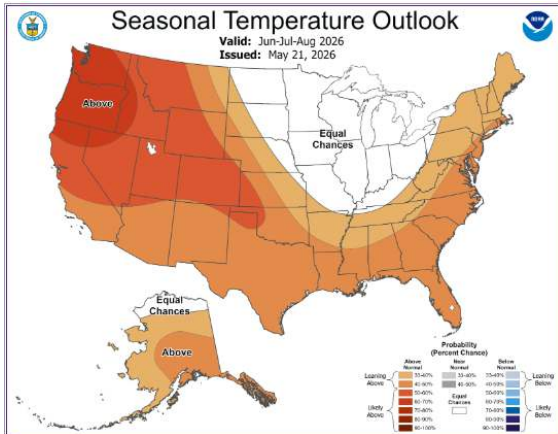 Seasonal Temperature Outlook
Valid: Jun-Jul-Aug 2026
Issued: May 21, 2026
NOAA
Above
Equal
Chances
Equal
Chances
Above
Probability
(Percent Chance)
Above Normal
Near Normal
Below Normal
Leaning Above
33-40%
33-40%
33-40%
Leaning Below
40-50%
40-50%
40-50%
50-60%
Equal Chances
50-60%
60-70%
60-70%
Likely Above
70-80%
70-80%
Likely Below
80-90%
80-90%
90-100%
90-100%